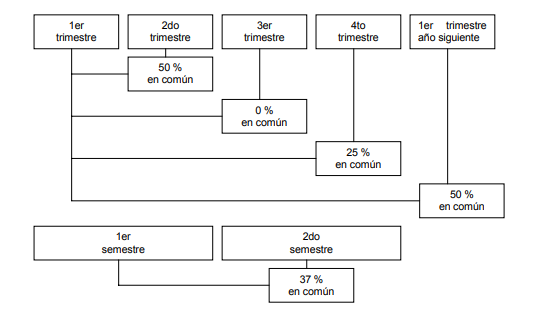 1er
trimestre
2do
trimestre
3er
trimestre
4to
trimestre
1er trimestre
año siguiente
50 %
en común
0 %
en común
25 %
en común
50 %
en común
1er
semestre
2do
semestre
37 %
en común